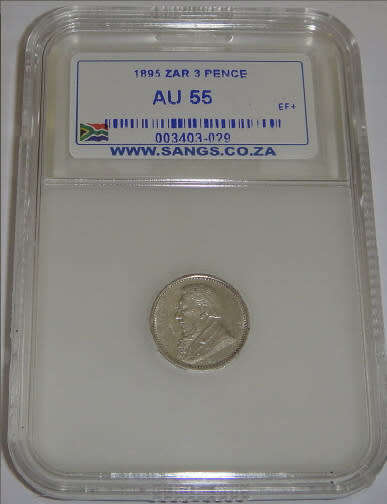 1895 ZAR 3 PENCE
AU 55
EF+
003403-029
WWW.SANGS.CO.ZA